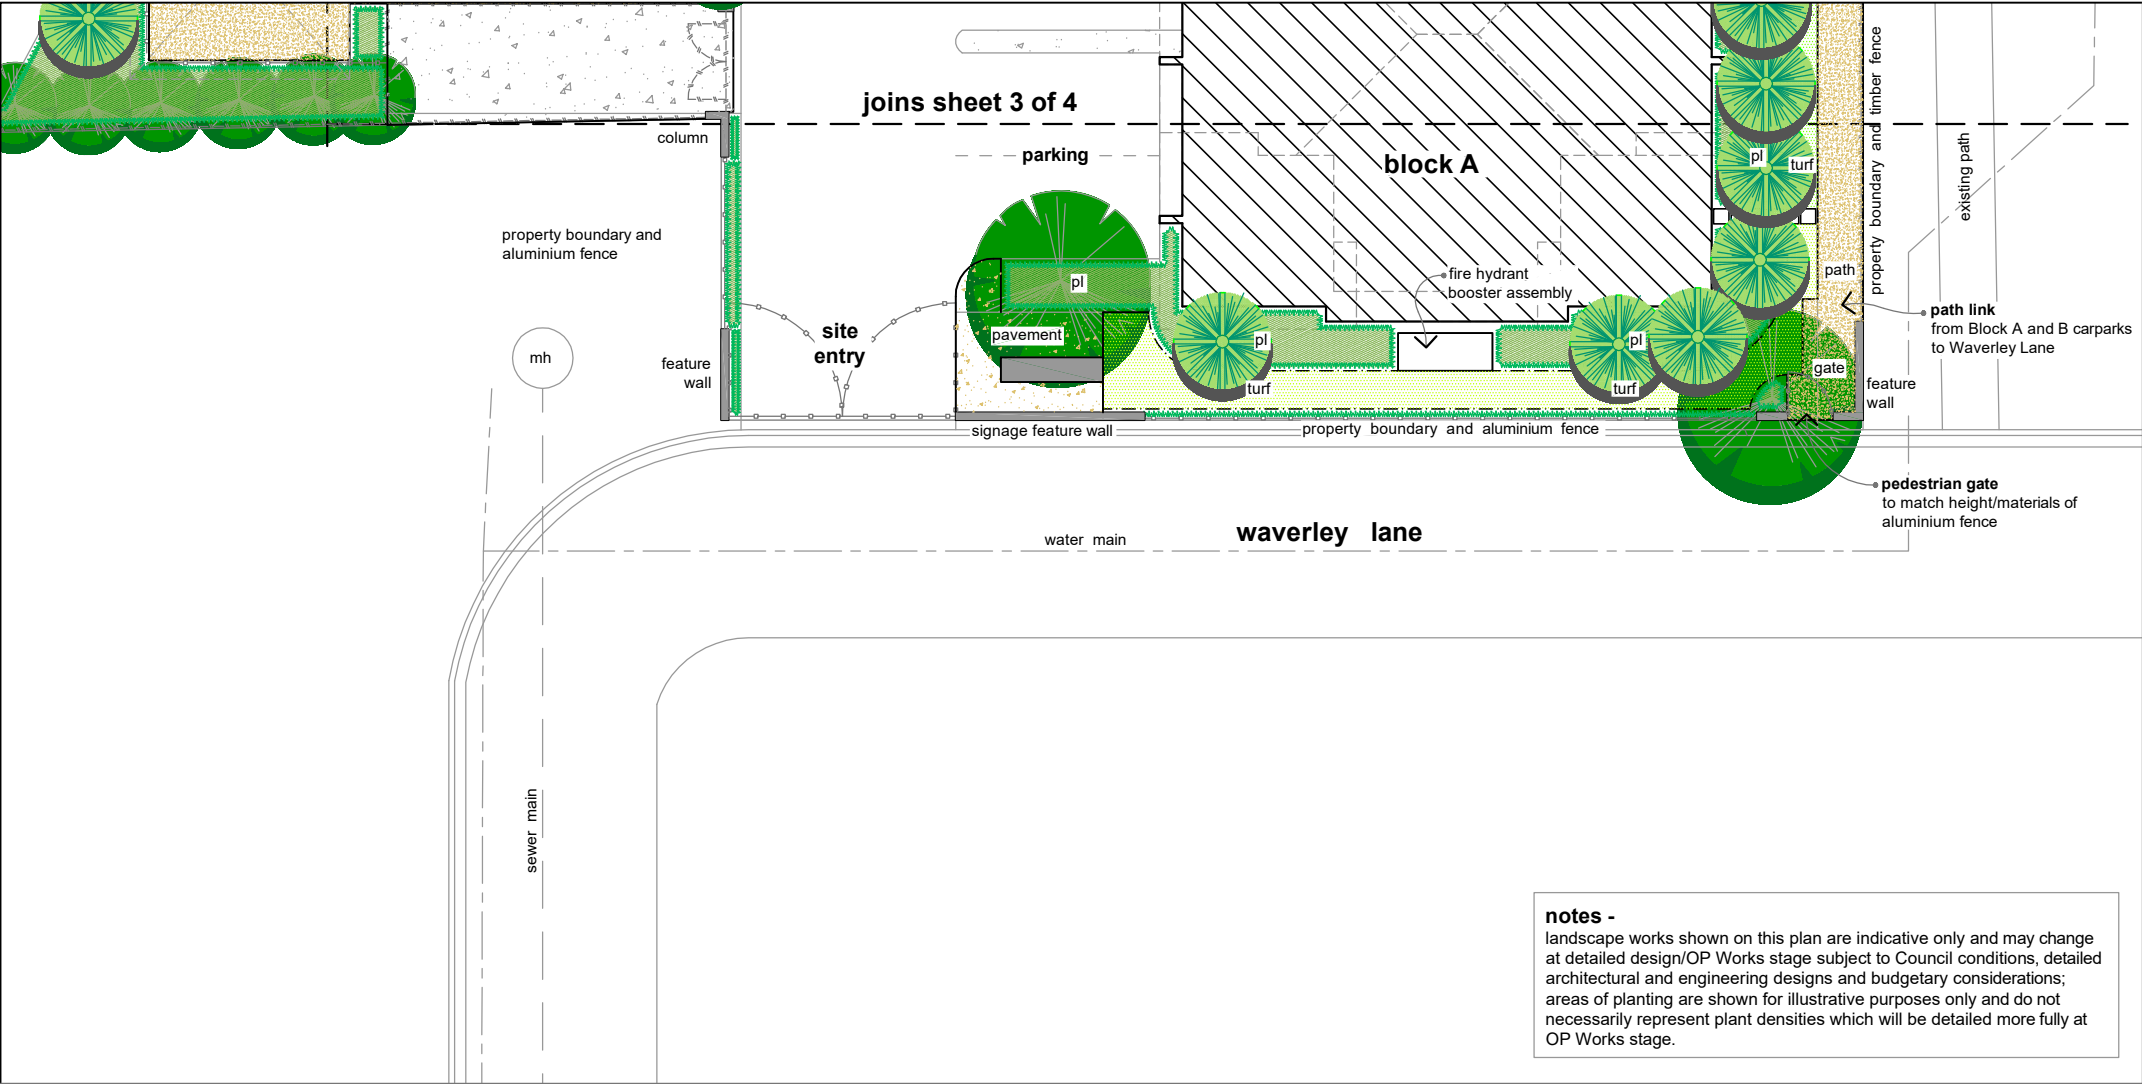 joins sheet 3 of 4
column
parking
block A
pl
turf
property boundary and timber fence
existing path
property boundary and
aluminium fence
path
pl
fire hydrant
booster assembly
path link
from Block A and B carparks
to Waverley Lane
site
entry
pavement
mh
feature
wall
pl
pl
turf
turf
gate
feature
wall
signage feature wall
property boundary and aluminium fence
pedestrian gate
to match height/materials of
aluminium fence
water main
waverley lane
sewer main
notes -
landscape works shown on this plan are indicative only and may change
at detailed design/OP Works stage subject to Council conditions, detailed
architectural and engineering designs and budgetary considerations;
areas of planting are shown for illustrative purposes only and do not
necessarily represent plant densities which will be detailed more fully at
OP Works stage.